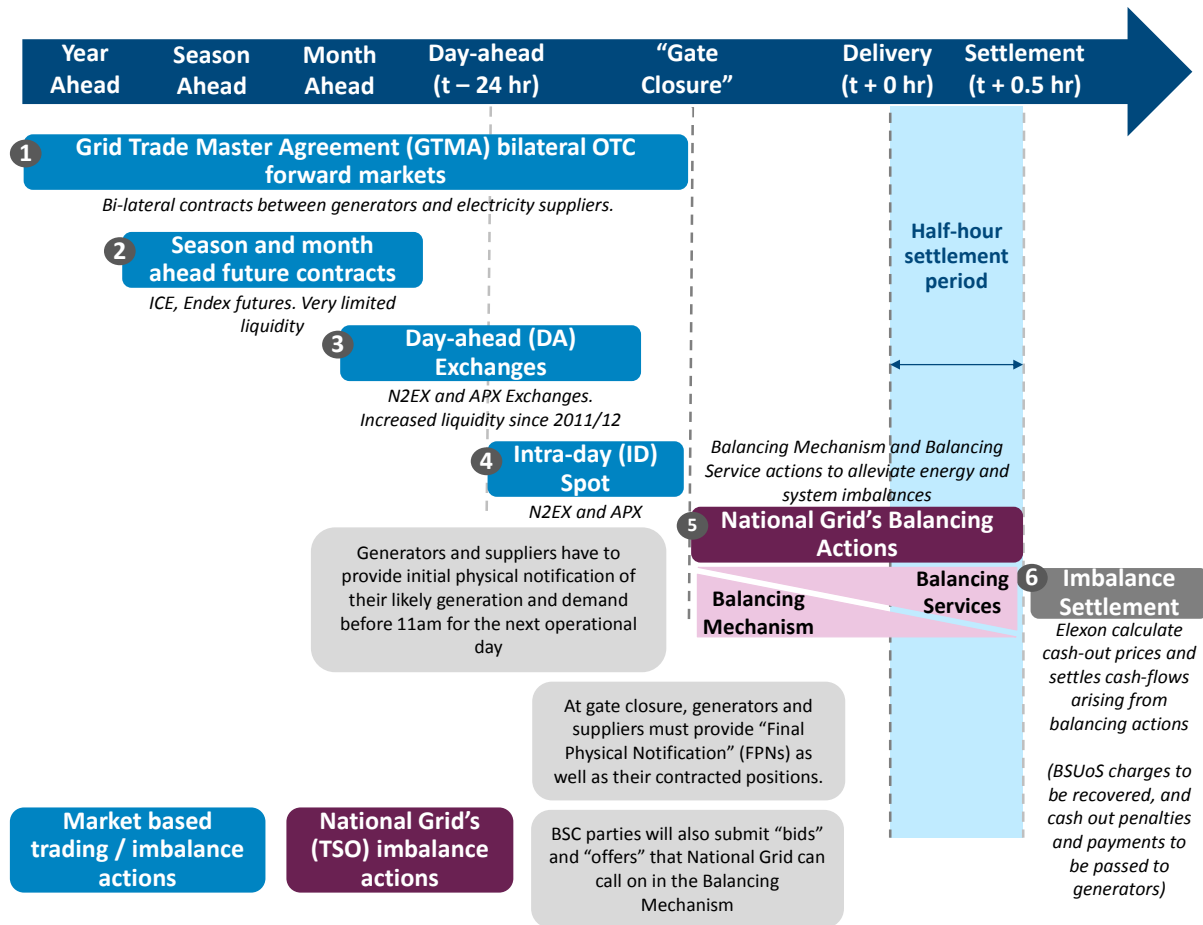 Year
Ahead
Season
Ahead
Month
Ahead
Day-ahead
(t – 24 hr)
“Gate
Closure”
Delivery
(t + 0 hr)
Settlement
(t + 0.5 hr)
1
Grid Trade Master Agreement (GTMA) bilateral OTC
forward markets
Bi-lateral contracts between generators and electricity suppliers.
2
Season and month
ahead future contracts
ICE, Endex futures. Very limited
liquidity
Half-hour
settlement
period
3
Day-ahead (DA)
Exchanges
N2EX and APX Exchanges.
Increased liquidity since 2011/12
4
Intra-day (ID)
Spot
N2EX and APX
Balancing Mechanism and Balancing
Service actions to alleviate energy and
system imbalances
5
National Grid’s Balancing
Actions
Balancing
Mechanism
Balancing
Services
6
Imbalance
Settlement
Elexon calculate
cash-out prices and
settles cash-flows
arising from
balancing actions
(BSUoS charges to
be recovered, and
cash out penalties
and payments to
be passed to
generators)
Generators and suppliers have to
provide initial physical notification of
their likely generation and demand
before 11am for the next operational
day
At gate closure, generators and
suppliers must provide “Final
Physical Notification” (FPNs) as
well as their contracted positions.
BSC parties will also submit “bids”
and “offers” that National Grid can
call on in the Balancing
Mechanism
Market based
trading / imbalance
actions
National Grid’s
(TSO) imbalance
actions